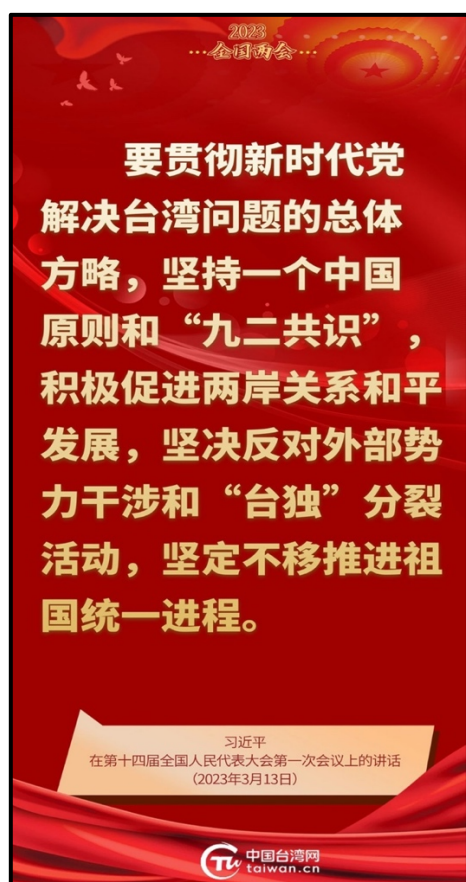 2023
全国两会
要贯彻新时代党
解决台湾问题的总体
方略，坚持一个中国
原则和“九二共识”，
积极促进两岸关系和平
发展，坚决反对外部势
力干涉和“台独”分裂
活动，坚定不移推进祖
国统一进程。
习近平
在第十四届全国人民代表大会第一次会议上的讲话
（2023年3月13日）
中国台湾网
taiwan.cn